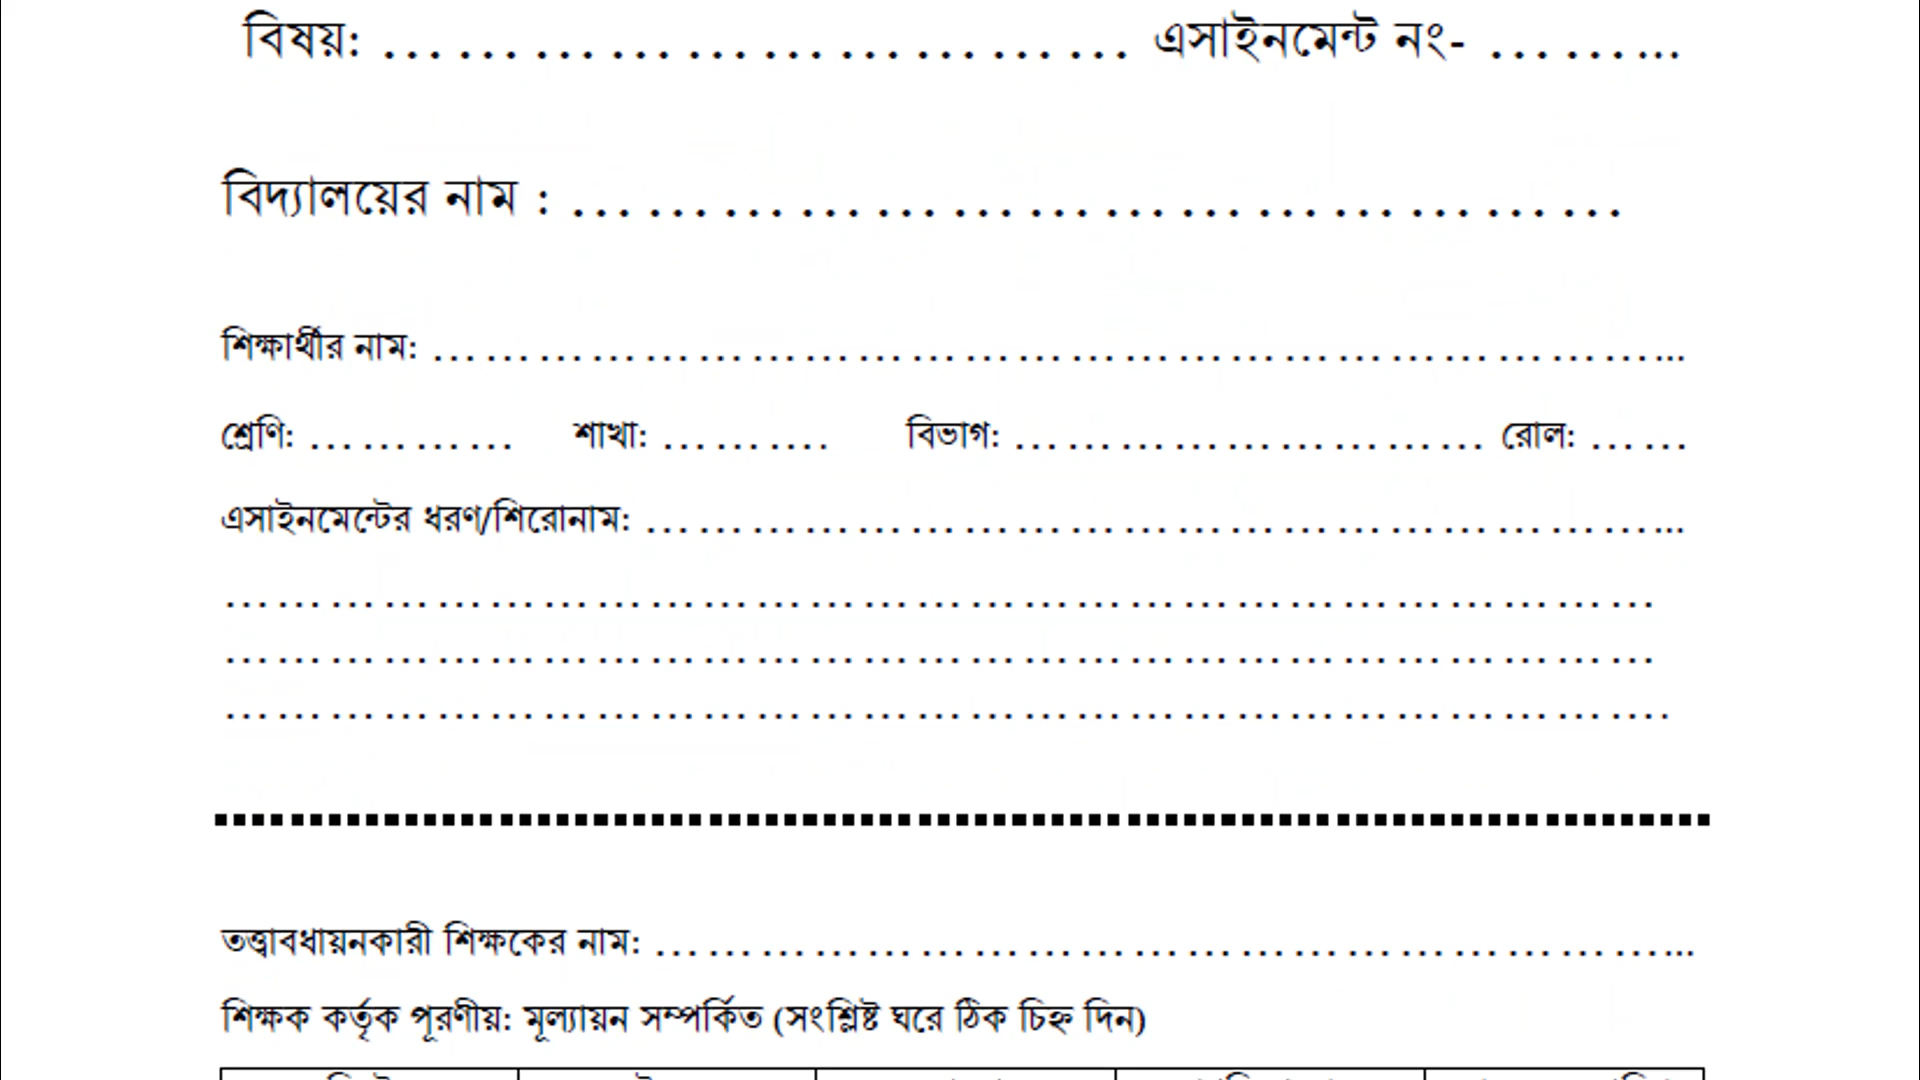 বিষয়: ………………………… এসাইনমেন্ট নং- ……...
বিদ্যালয়ের নাম : ……………………………………
শিক্ষার্থীর নাম: …………………………………………………………………...
শ্রেণি: ………… শাখা: ………. বিভাগ: ……………………… রোল: ……
এসাইনমেন্টের ধরণ/শিরোনাম: ………………………………………………………...
………………………………………………………………………………
………………………………………………………………………………
……………………………………………………………………………….
তত্ত্বাবধায়নকারী শিক্ষকের নাম: ………………………………………………………...
শিক্ষক কর্তৃক পূরণীয়: মূল্যায়ন সম্পর্কিত (সংশ্লিষ্ট ঘরে ঠিক চিহ্ন দিন)